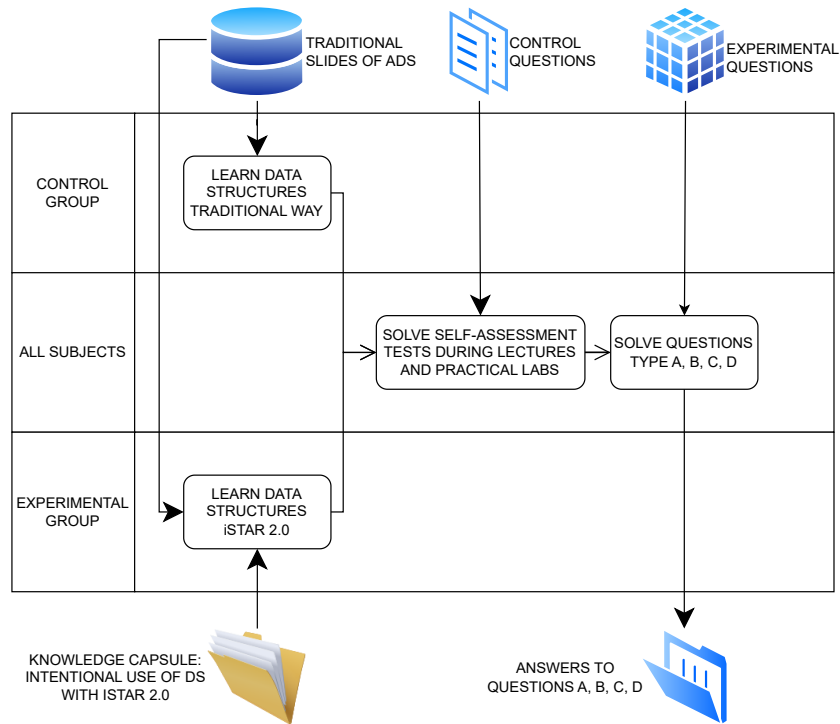 TRADITIONAL
SLIDES OF ADS
CONTROL
QUESTIONS
EXPERIMENTAL
QUESTIONS
CONTROL
GROUP
LEARN DATA
STRUCTURES
TRADITIONAL WAY
ALL SUBJECTS
SOLVE SELF-ASSESSMENT
TESTS DURING LECTURES
AND PRACTICAL LABS
SOLVE QUESTIONS
TYPE A, B, C, D
EXPERIMENTAL
GROUP
LEARN DATA
STRUCTURES
iSTAR 2.0
KNOWLEDGE CAPSULE:
INTENTIONAL USE OF DS
WITH ISTAR 2.0
ANSWERS TO
QUESTIONS A, B, C, D